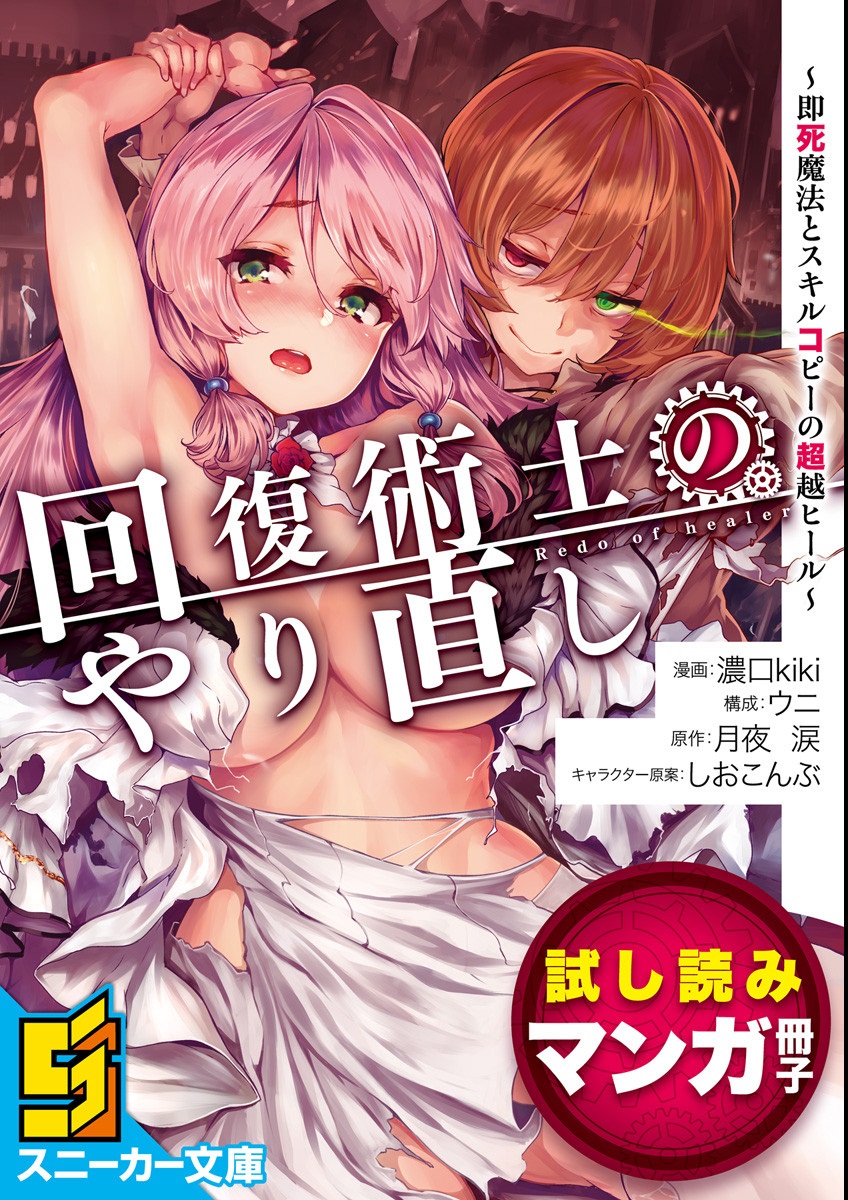 ~即死魔法とスキルコピーの超越ヒール~
回復術士の
Redo of healer
やり直し
漫画:濃口kiki
構成:ウニ
原作:月夜 涙
キャラクター原案:しおこんぶ
試し読み
マンガ冊子
スニーカー文庫